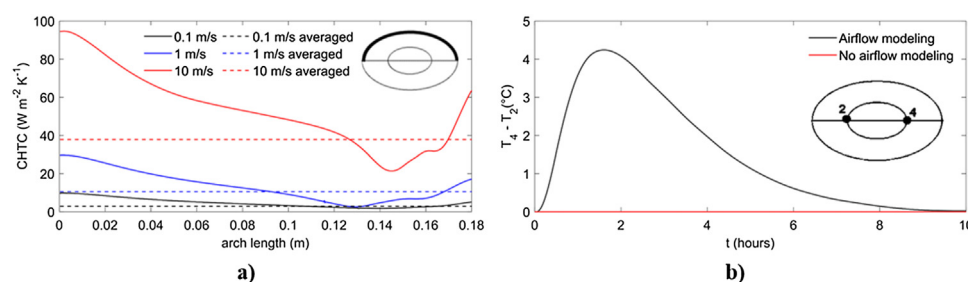 a)
CHTC (W m⁻² K⁻¹)
100
80
60
40
20
0
0.1 m/s
0.1 m/s averaged
1 m/s
1 m/s averaged
10 m/s
10 m/s averaged
0 0.02 0.04 0.06 0.08 0.10 0.12 0.14 0.16 0.18
arch length (m)
a)
b)
T₄ - T₂(°C)
5
4
3
2
1
0
Airflow modeling
No airflow modeling
2
4
0 2 4 6 8 10
t (hours)
b)